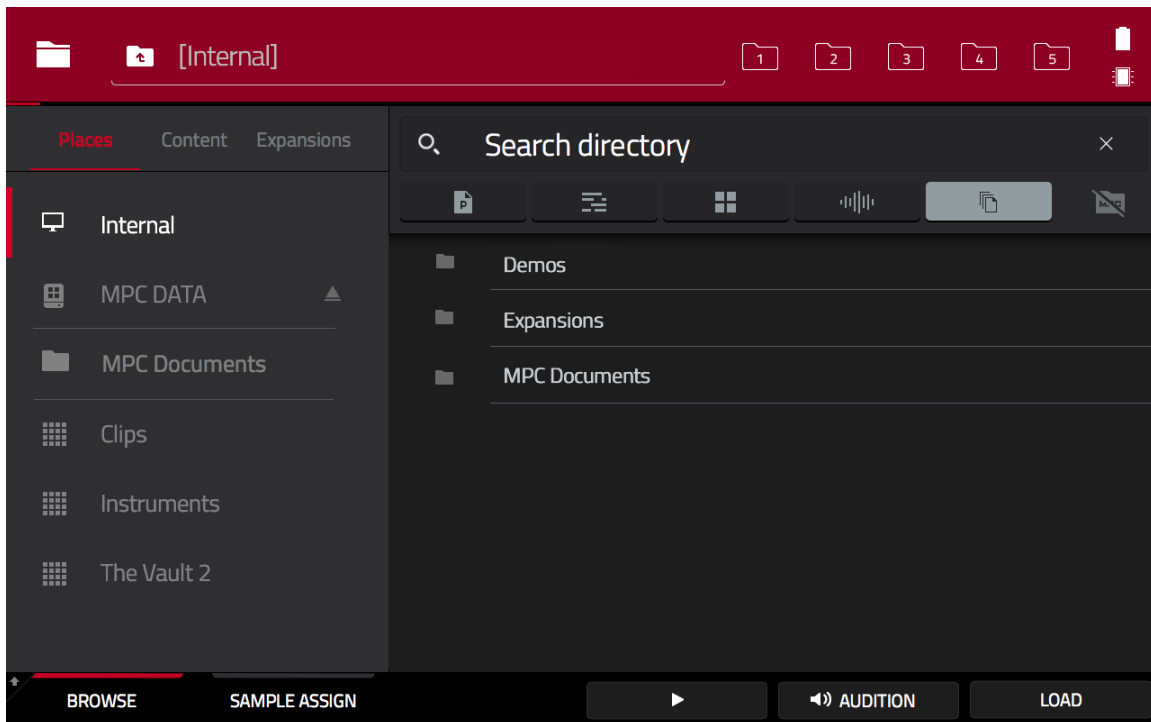 [Internal]
1 2 3 4 5
Places Content Expansions
Search directory
P
Internal
MPC DATA
MPC Documents
Clips
Instruments
The Vault 2
Demos
Expansions
MPC Documents
BROWSE SAMPLE ASSIGN AUDITION LOAD